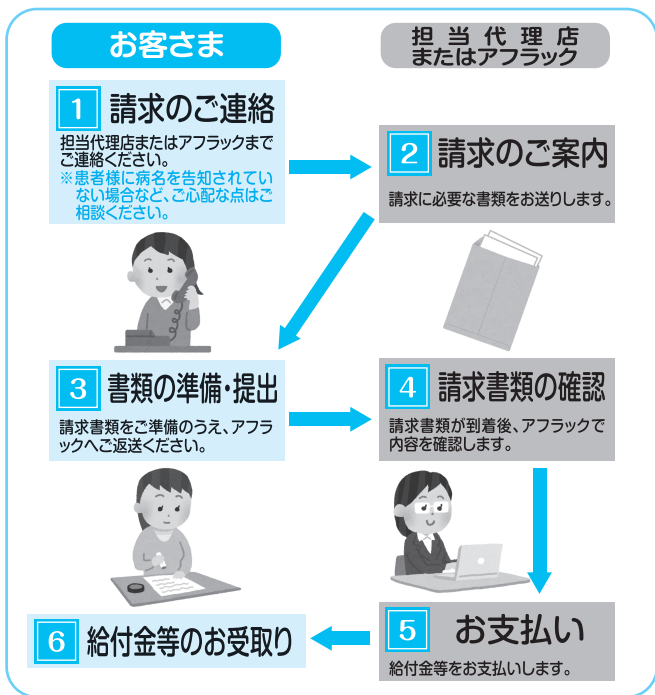 お客さま
担当代理店
またはアフラック
1 請求のご連絡
担当代理店またはアフラックまで
ご連絡ください。
※患者様に病名を告知されてい
ない場合など、ご心配な点はご
相談ください。
2 請求のご案内
請求に必要な書類をお送りします。
3 書類の準備・提出
請求書類をご準備のうえ、アフラ
ックへご返送ください。
4 請求書類の確認
請求書類が到着後、アフラックで
内容を確認します。
5 お支払い
給付金等をお支払いします。
6 給付金等のお受取り